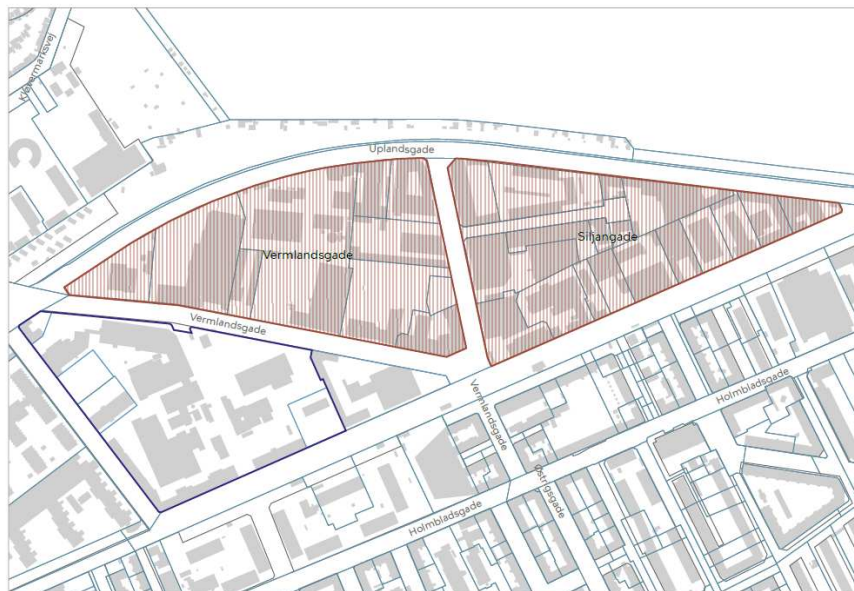 Kløvermarksvej
Uplandsgade
Vermlandsgade
Siljangade
Vermlandsgade
Vermlandsgade
Holmbladsgade
Østrigsgade
Holmbladsgade